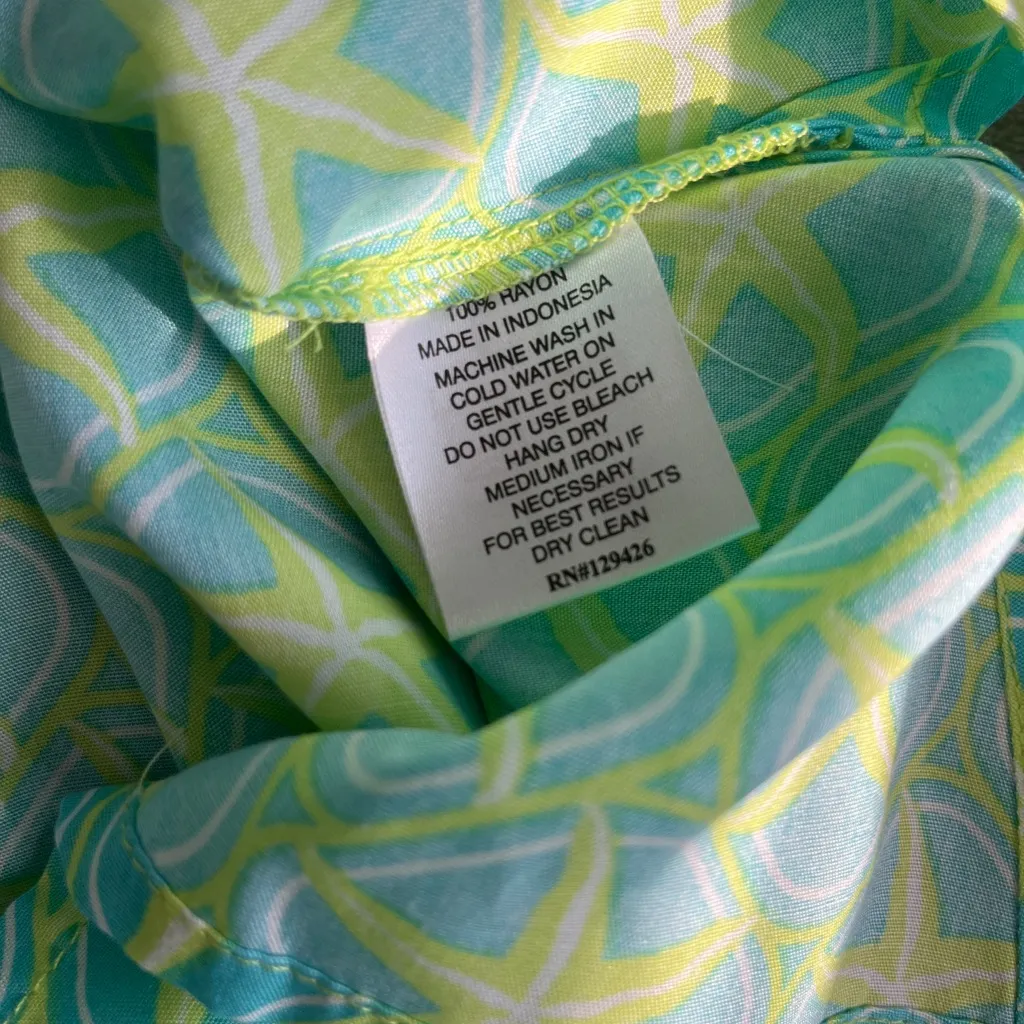 100% RAYON
MADE IN INDONESIA
MACHINE WASH IN
COLD WATER ON
GENTLE CYCLE
DO NOT USE BLEACH
HANG DRY
MEDIUM IRON IF
NECESSARY
FOR BEST RESULTS
DRY CLEAN
RN#129426